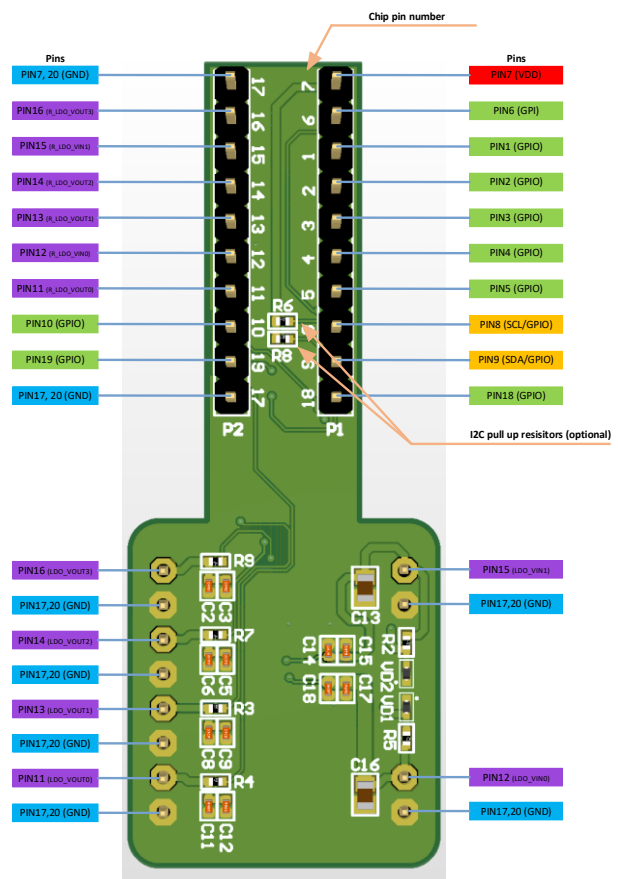 Chip pin number
Pins
Pins
PIN7, 20 (GND)
17
7
PIN7 (VDD)
PIN16 (R_LDO_VOUT3)
16
6
PIN6 (GPI)
PIN15 (R_LDO_VIN1)
15
1
PIN1 (GPIO)
PIN14 (R_LDO_VOUT2)
14
2
PIN2 (GPIO)
PIN13 (R_LDO_VOUT1)
13
3
PIN3 (GPIO)
PIN12 (R_LDO_VIN0)
12
4
PIN4 (GPIO)
PIN11 (R_LDO_VOUT0)
11
5
PIN5 (GPIO)
R6
PIN10 (GPIO)
10
PIN8 (SCL/GPIO)
R8
PIN19 (GPIO)
19
9
PIN9 (SDA/GPIO)
PIN17, 20 (GND)
17
18
PIN18 (GPIO)
P2
P1
I2C pull up resisitors (optional)
PIN16 (LDO_VOUT3)
R9
PIN15 (LDO_VIN1)
PIN17,20 (GND)
C2
C3
C13
PIN17,20 (GND)
PIN14 (LDO_VOUT2)
R7
C14
C15
R2
PIN17,20 (GND)
C6
C5
VD2
C18
C17
VD1
PIN13 (LDO_VOUT1)
R3
R5
PIN17,20 (GND)
C8
C9
C16
PIN11 (LDO_VOUT0)
R4
PIN12 (LDO_VIN0)
PIN17,20 (GND)
C11
C12
PIN17,20 (GND)